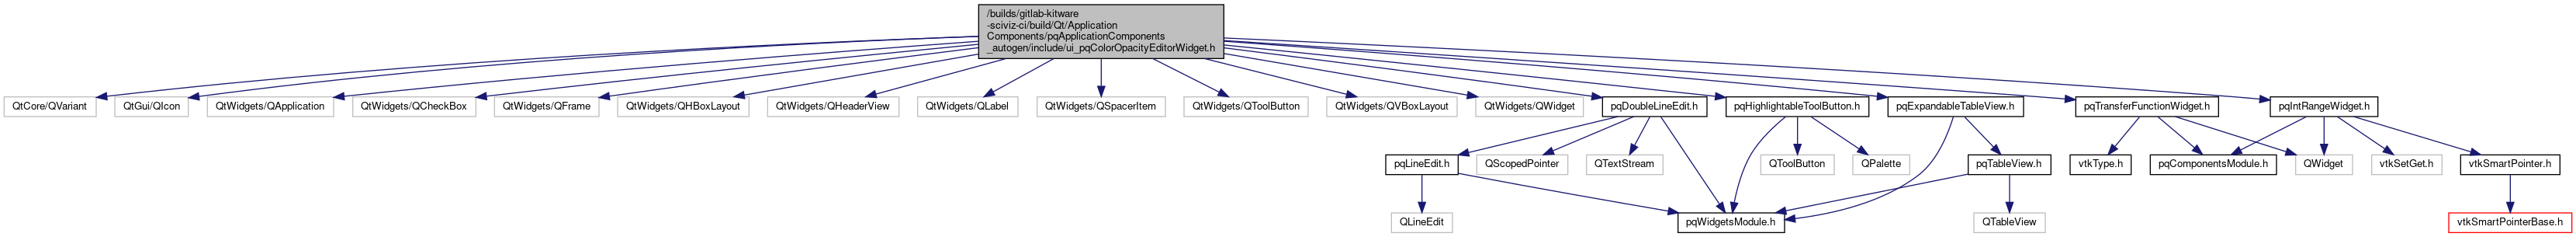 /builds/gitlab-kitware
-sciviz-ci/build/Qt/Application
Components/pqApplicationComponents
_autogen/include/ui_pqColorOpacityEditorWidget.h
QtCore/QVariant
QtGui/QIcon
QtWidgets/QApplication
QtWidgets/QCheckBox
QtWidgets/QFrame
QtWidgets/QHBoxLayout
QtWidgets/QHeaderView
QtWidgets/QLabel
QtWidgets/QSpacerItem
QtWidgets/QToolButton
QtWidgets/QVBoxLayout
QtWidgets/QWidget
pqDoubleLineEdit.h
pqHighlightableToolButton.h
pqExpandableTableView.h
pqTransferFunctionWidget.h
pqIntRangeWidget.h
pqLineEdit.h
QScopedPointer
QTextStream
QToolButton
QPalette
pqTableView.h
vtkType.h
pqComponentsModule.h
QWidget
vtkSetGet.h
vtkSmartPointer.h
QLineEdit
pqWidgetsModule.h
QTableView
vtkSmartPointerBase.h